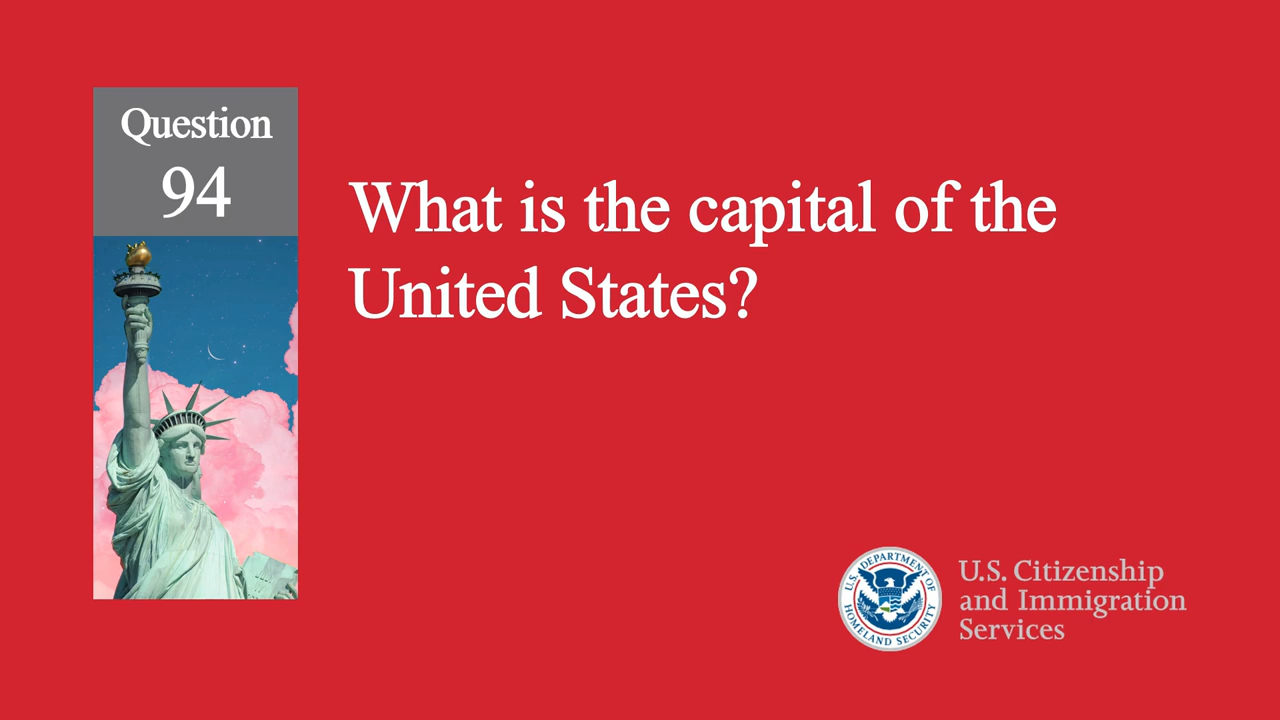 Question
94
What is the capital of the
United States?
U.S. DEPARTMENT OF
HOMELAND SECURITY
U.S. Citizenship
and Immigration
Services